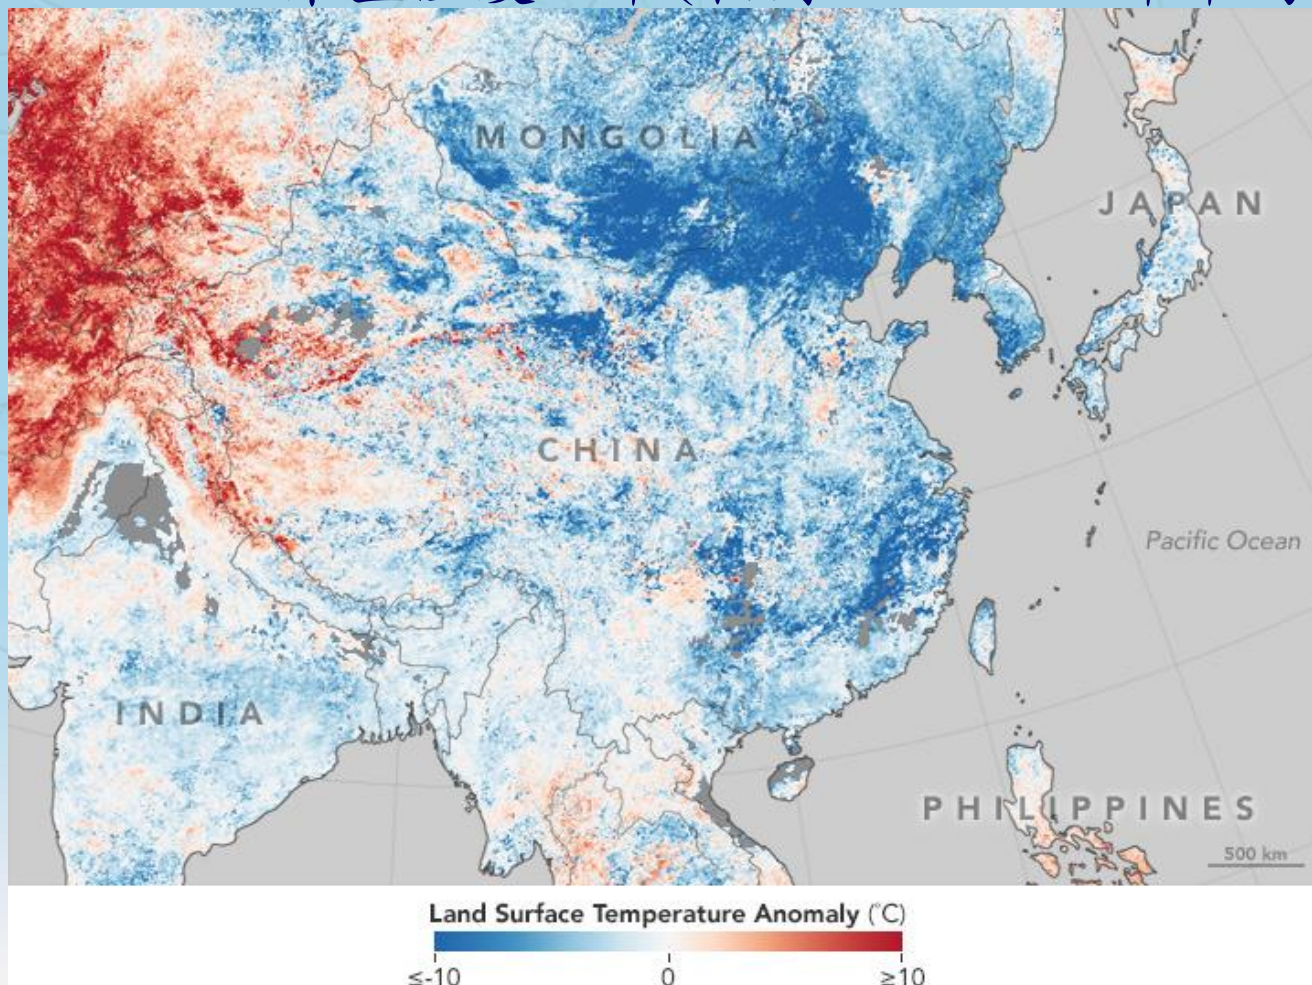 MONGOLIA
JAPAN
CHINA
Pacific Ocean
INDIA
PHILIPPINES
500 km
Land Surface Temperature Anomaly (°C)
≤-10 0 ≥10